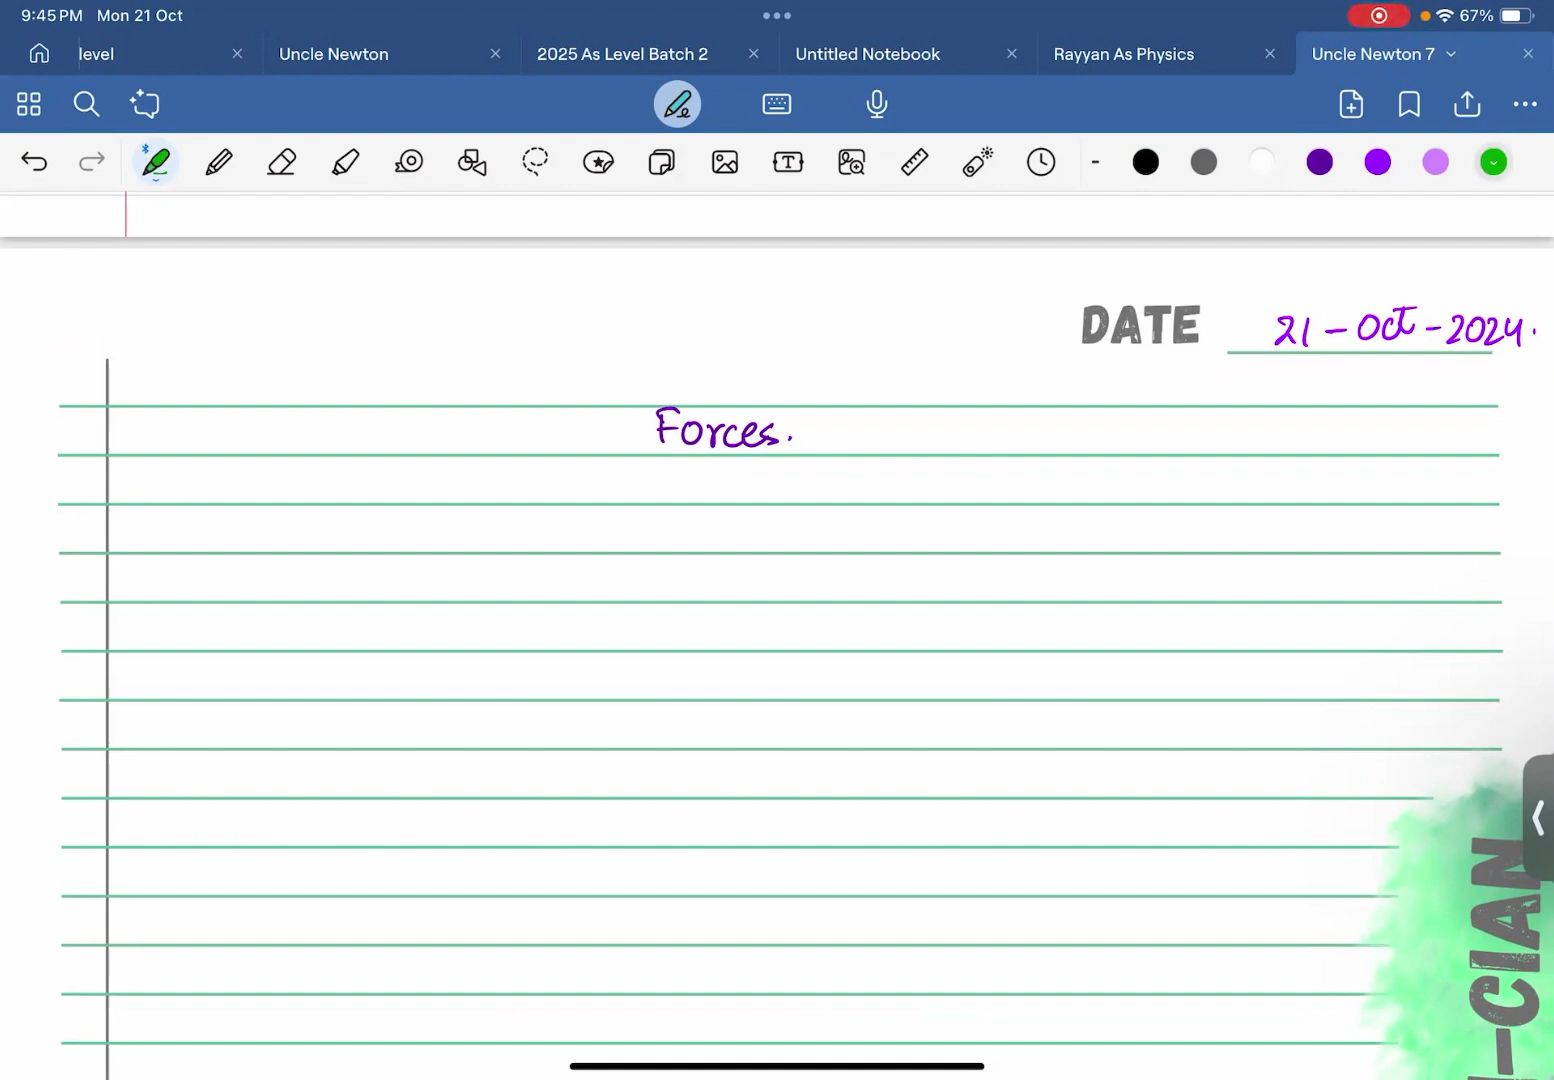 9:45 PM Mon 21 Oct
67%
level
Uncle Newton
2025 As Level Batch 2
Untitled Notebook
Rayyan As Physics
Uncle Newton 7
DATE 21-Oct-2024.
Forces.
-CIAN